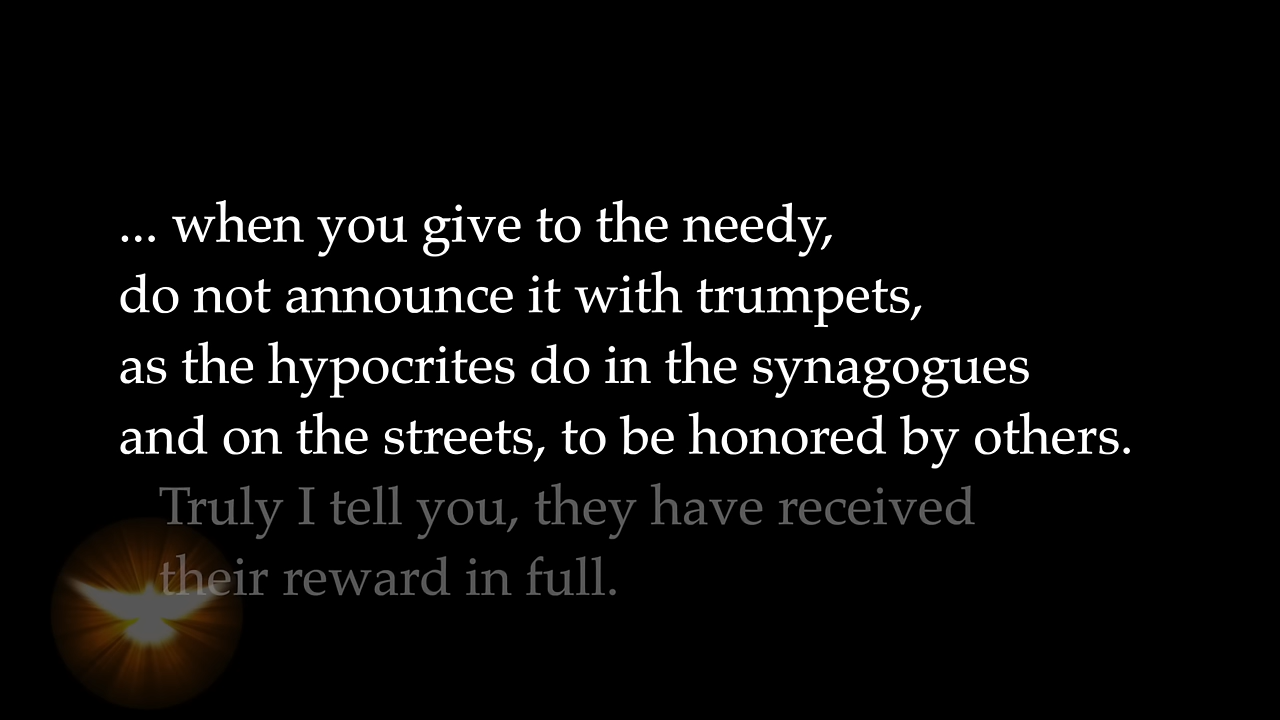 ... when you give to the needy,
do not announce it with trumpets,
as the hypocrites do in the synagogues
and on the streets, to be honored by others.
Truly I tell you, they have received
their reward in full.